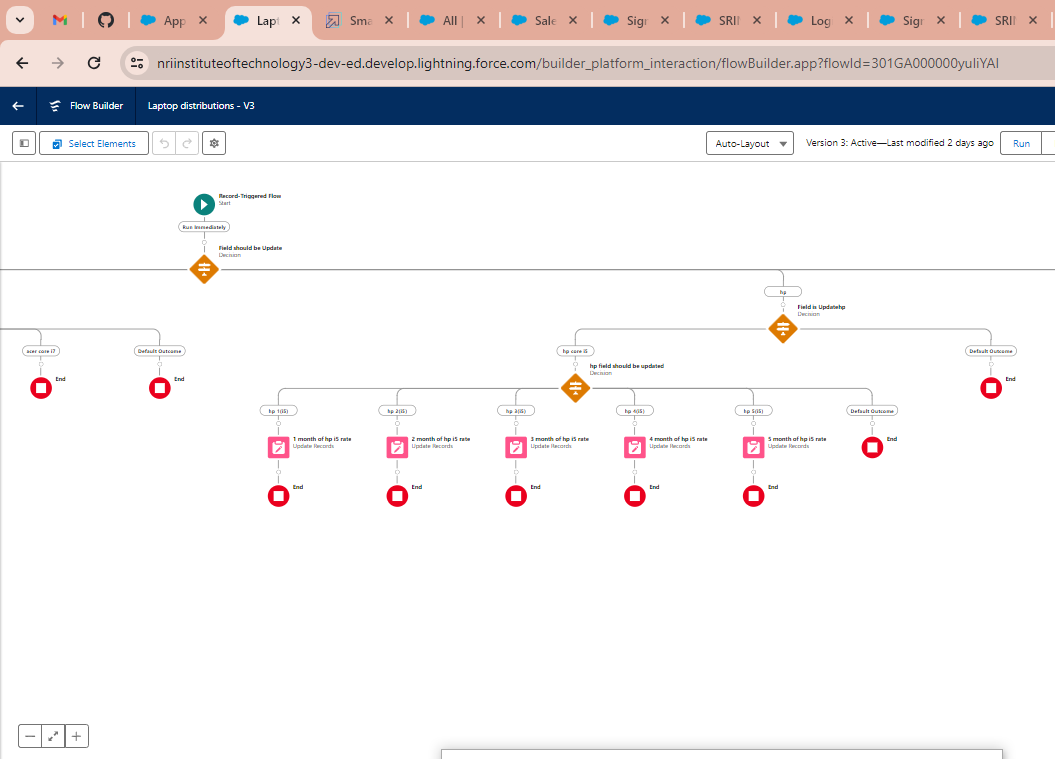 App
Lapt
Sma
All |
Sale
Sigr
SRII
Log
Sigr
SRII
nriinstituteoftechnology3-dev-ed.develop.lightning.force.com/builder_platform_interaction/flowBuilder.app?flowId=301GA000000yuIiYAI
Flow Builder
Laptop distributions - V3
Select Elements
Auto-Layout
Version 3: Active—Last modified 2 days ago
Run
Record-Triggered Flow
Start
Run Immediately
Field should be Update
Decision
hp
Field is Updatehp
Decision
acer core i7
Default Outcome
hp core i5
Default Outcome
hp field should be updated
Decision
End
End
End
hp 1(i5)
hp 2(i5)
hp 3(i5)
hp 4(i5)
hp 5(i5)
Default Outcome
1 month of hp i5 rate
Update Records
2 month of hp i5 rate
Update Records
3 month of hp i5 rate
Update Records
4 month of hp i5 rate
Update Records
5 month of hp i5 rate
Update Records
End
End
End
End
End
End